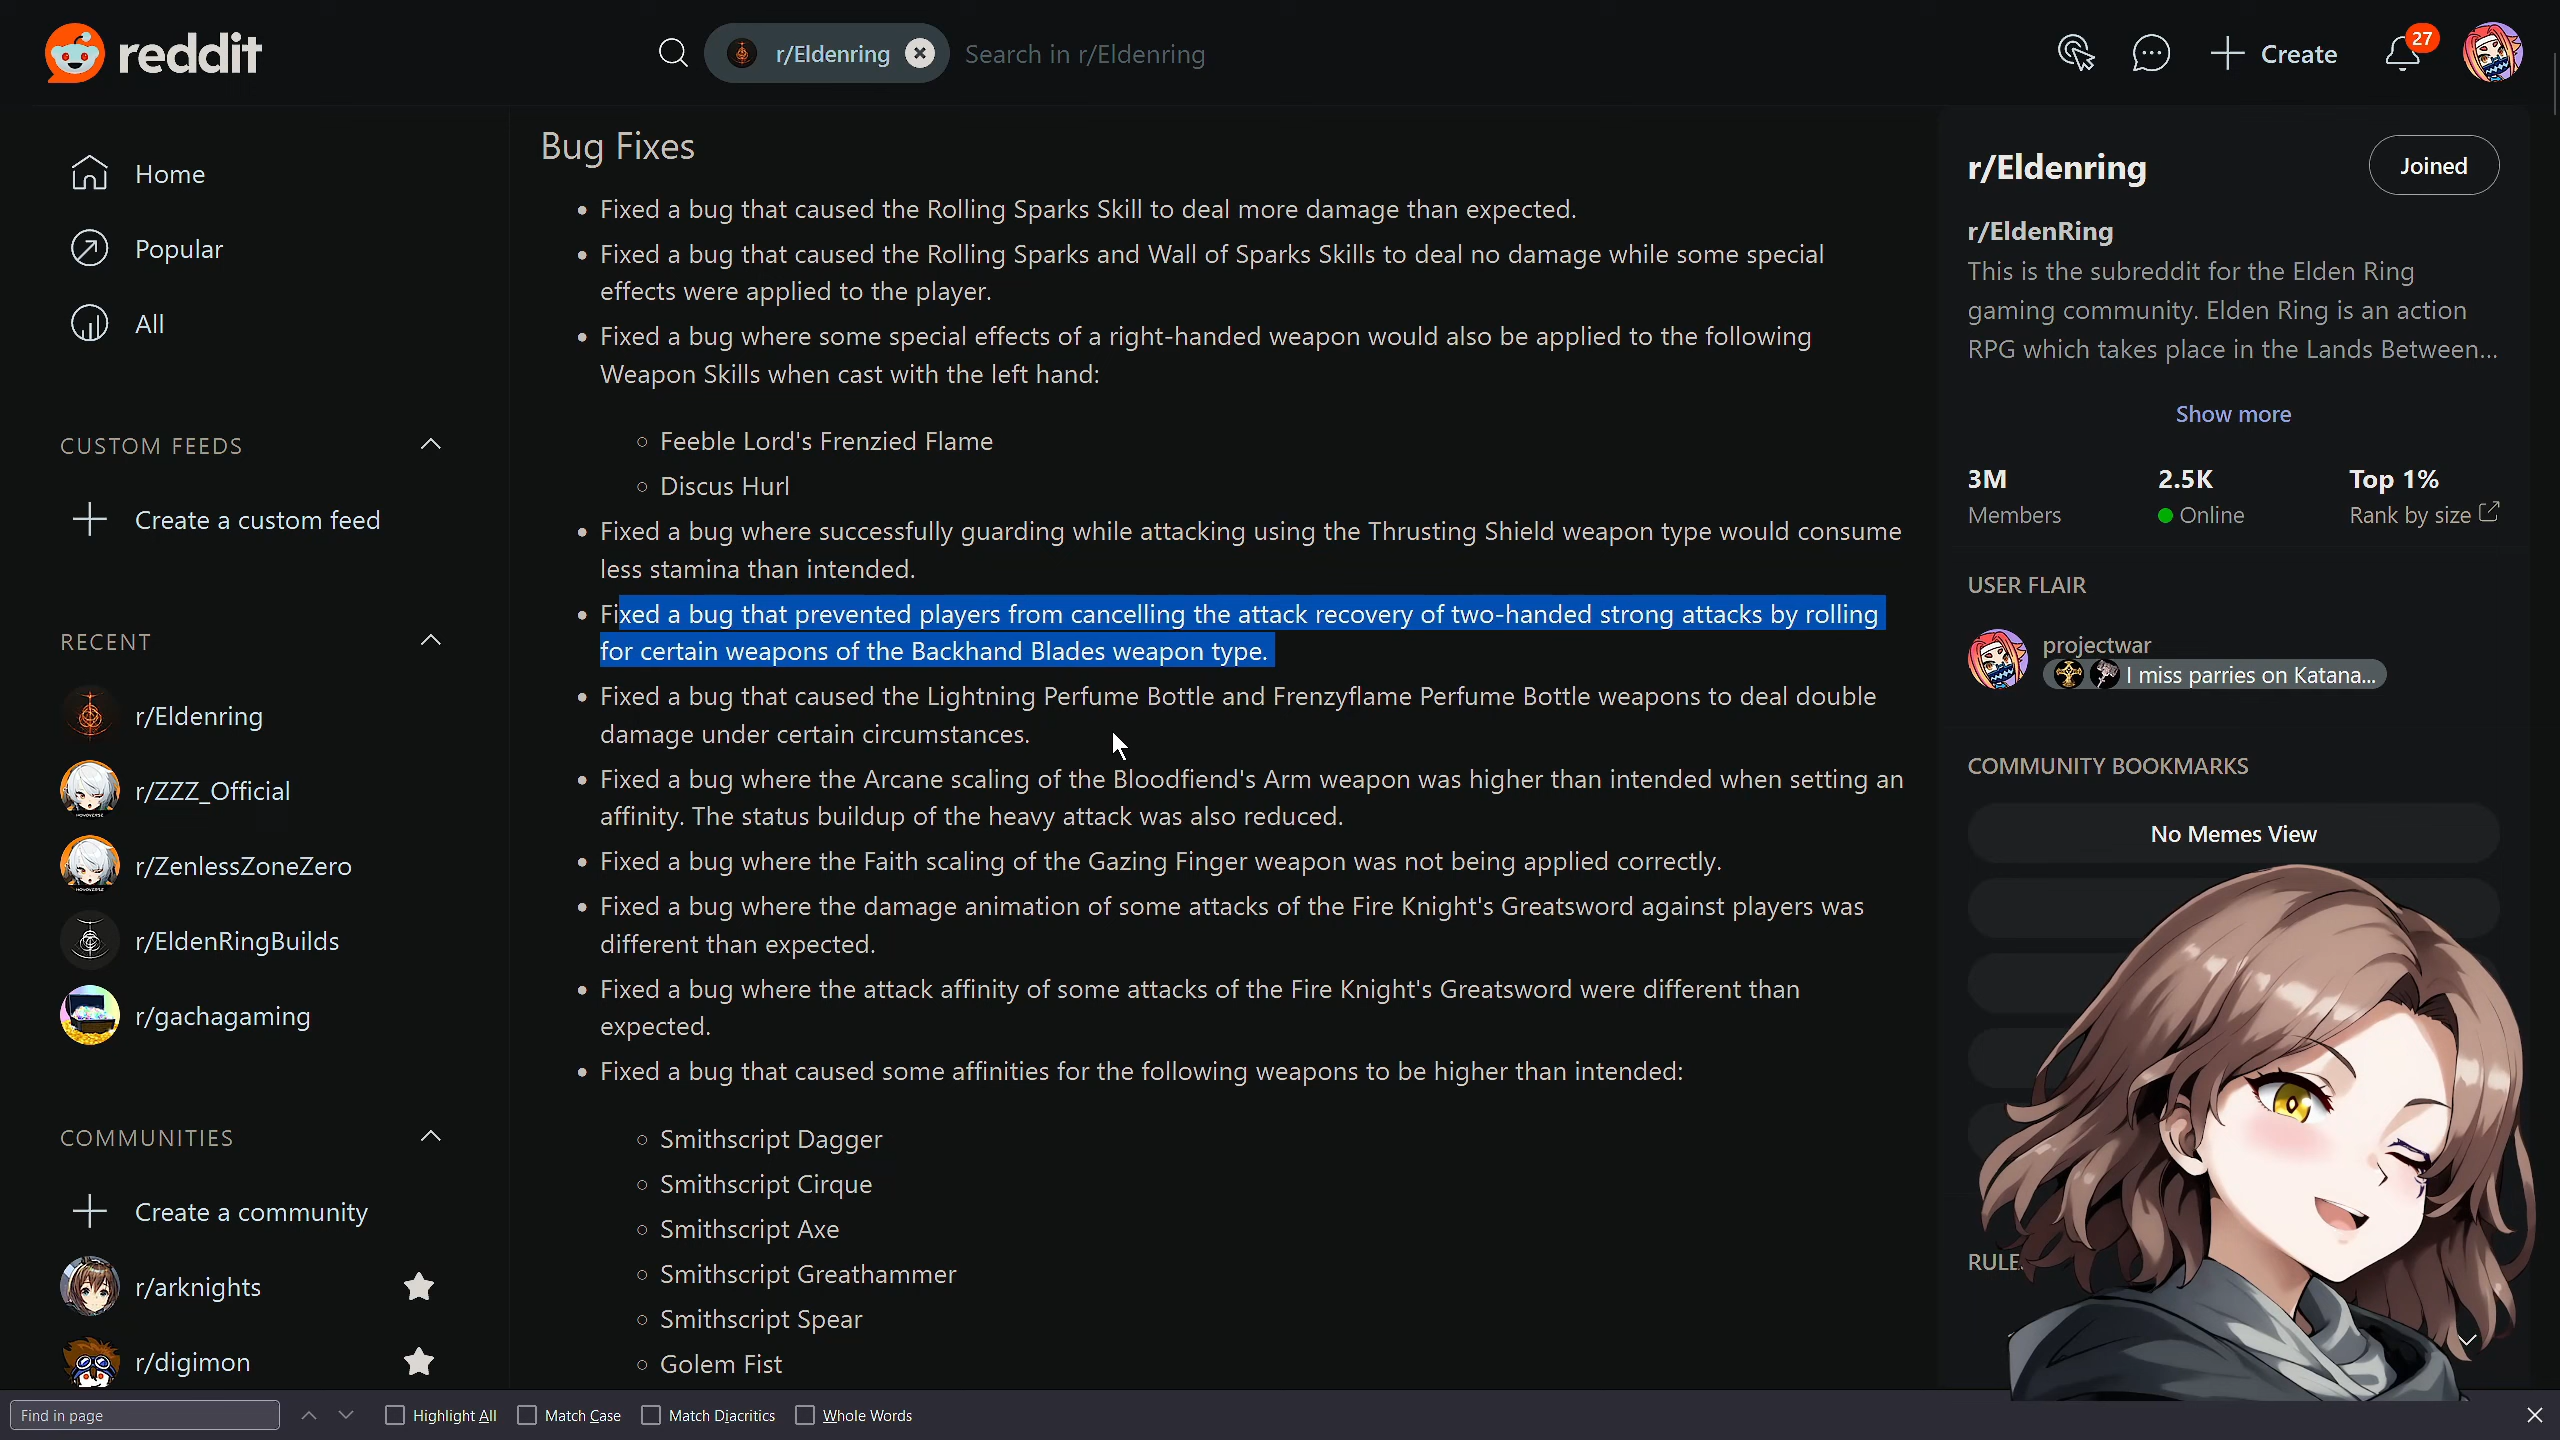 reddit
r/Eldenring
Search in r/Eldenring
Create
27
Home
Popular
All
CUSTOM FEEDS
Create a custom feed
RECENT
r/Eldenring
r/ZZZ_Official
r/ZenlessZoneZero
r/EldenRingBuilds
r/gachagaming
COMMUNITIES
Create a community
r/arknights
r/digimon
Bug Fixes
Fixed a bug that caused the Rolling Sparks Skill to deal more damage than expected.
Fixed a bug that caused the Rolling Sparks and Wall of Sparks Skills to deal no damage while some special
effects were applied to the player.
Fixed a bug where some special effects of a right-handed weapon would also be applied to the following
Weapon Skills when cast with the left hand:
Feeble Lord's Frenzied Flame
Discus Hurl
Fixed a bug where successfully guarding while attacking using the Thrusting Shield weapon type would consume
less stamina than intended.
Fixed a bug that prevented players from cancelling the attack recovery of two-handed strong attacks by rolling
for certain weapons of the Backhand Blades weapon type.
Fixed a bug that caused the Lightning Perfume Bottle and Frenzyflame Perfume Bottle weapons to deal double
damage under certain circumstances.
Fixed a bug where the Arcane scaling of the Bloodfiend's Arm weapon was higher than intended when setting an
affinity. The status buildup of the heavy attack was also reduced.
Fixed a bug where the Faith scaling of the Gazing Finger weapon was not being applied correctly.
Fixed a bug where the damage animation of some attacks of the Fire Knight's Greatsword against players was
different than expected.
Fixed a bug where the attack affinity of some attacks of the Fire Knight's Greatsword were different than
expected.
Fixed a bug that caused some affinities for the following weapons to be higher than intended:
Smithscript Dagger
Smithscript Cirque
Smithscript Axe
Smithscript Greathammer
Smithscript Spear
Golem Fist
r/Eldenring
Joined
r/EldenRing
This is the subreddit for the Elden Ring
gaming community. Elden Ring is an action
RPG which takes place in the Lands Between...
Show more
3M 2.5K Top 1%
Members Online Rank by size
USER FLAIR
projectwar
I miss parries on Katana...
COMMUNITY BOOKMARKS
No Memes View
RULE
Find in page
Highlight All
Match Case
Match Diacritics
Whole Words